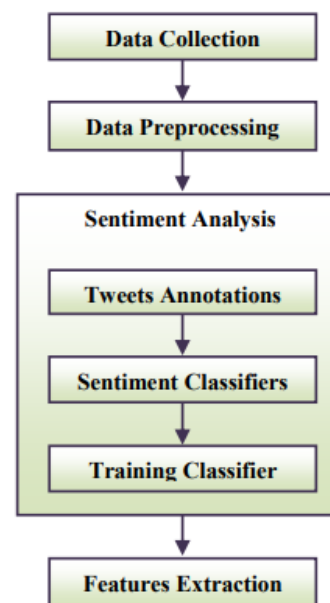 Data Collection
Data Preprocessing
Sentiment Analysis
Tweets Annotations
Sentiment Classifiers
Training Classifier
Features Extraction